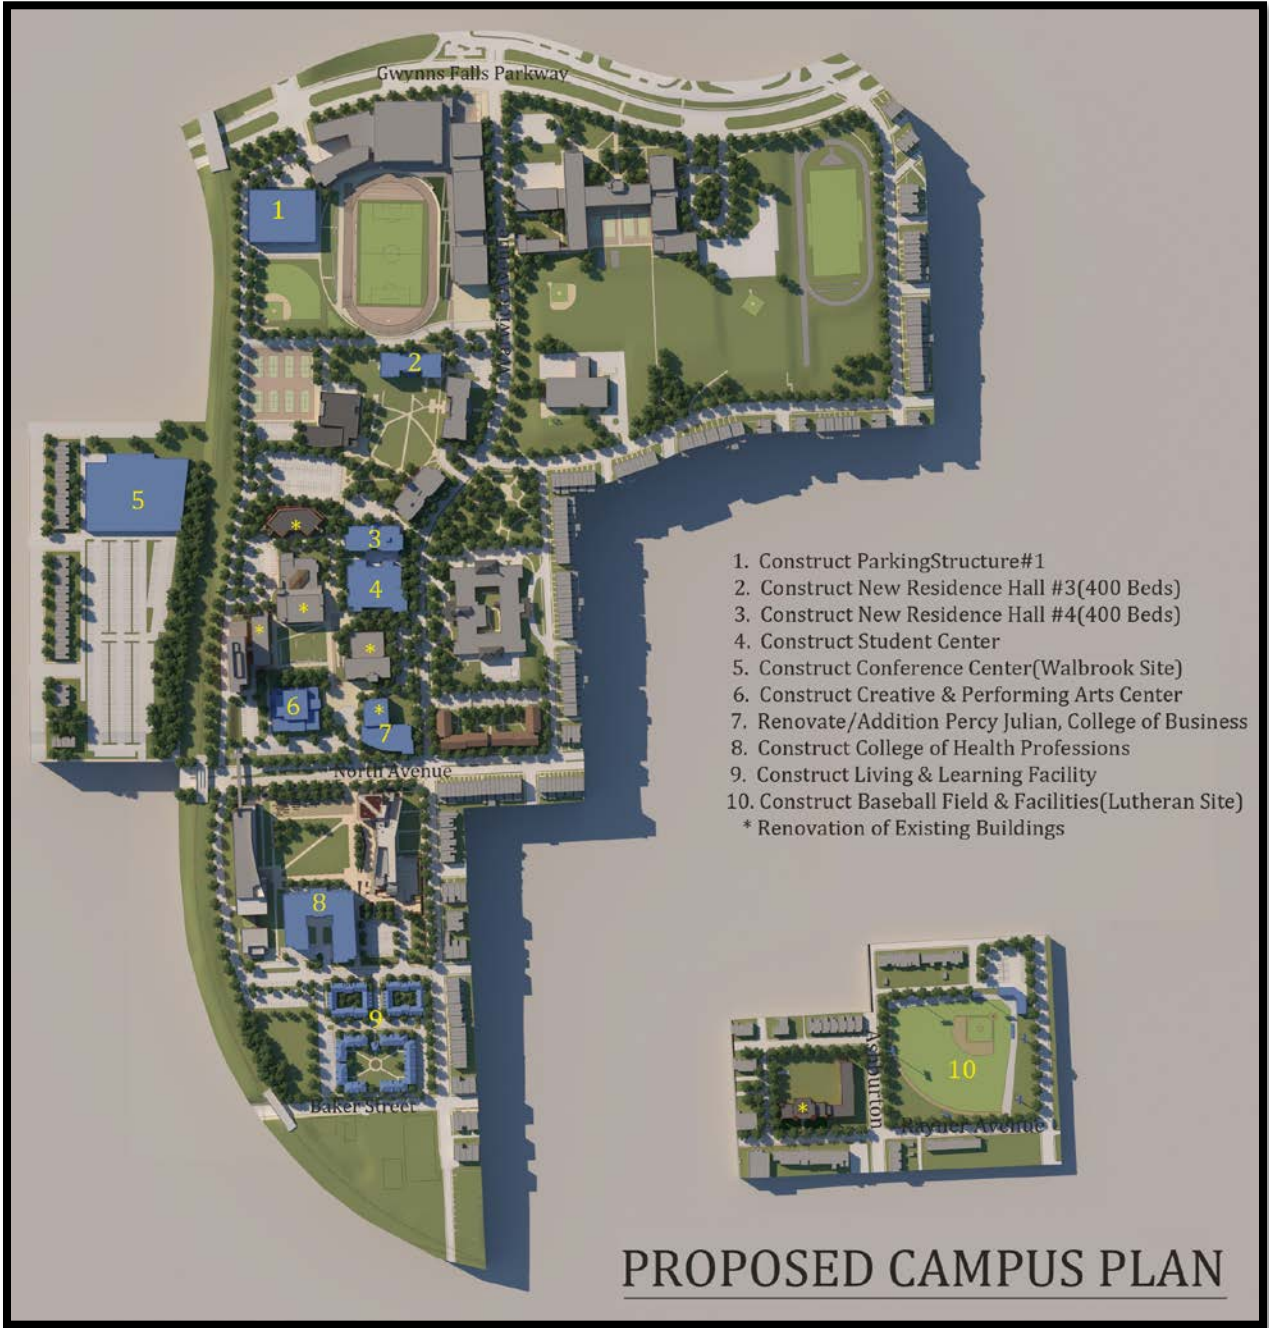 Gwynns Falls Parkway
1
2
5
*
3
4
*
*
*
6
*
7
North Avenue
8
9
Baker Street
1. Construct ParkingStructure#1
2. Construct New Residence Hall #3(400 Beds)
3. Construct New Residence Hall #4(400 Beds)
4. Construct Student Center
5. Construct Conference Center(Walbrook Site)
6. Construct Creative & Performing Arts Center
7. Renovate/Addition Percy Julian, College of Business
8. Construct College of Health Professions
9. Construct Living & Learning Facility
10. Construct Baseball Field & Facilities(Lutheran Site)
* Renovation of Existing Buildings
Ashburton
10
*
Rayner Avenue
PROPOSED CAMPUS PLAN